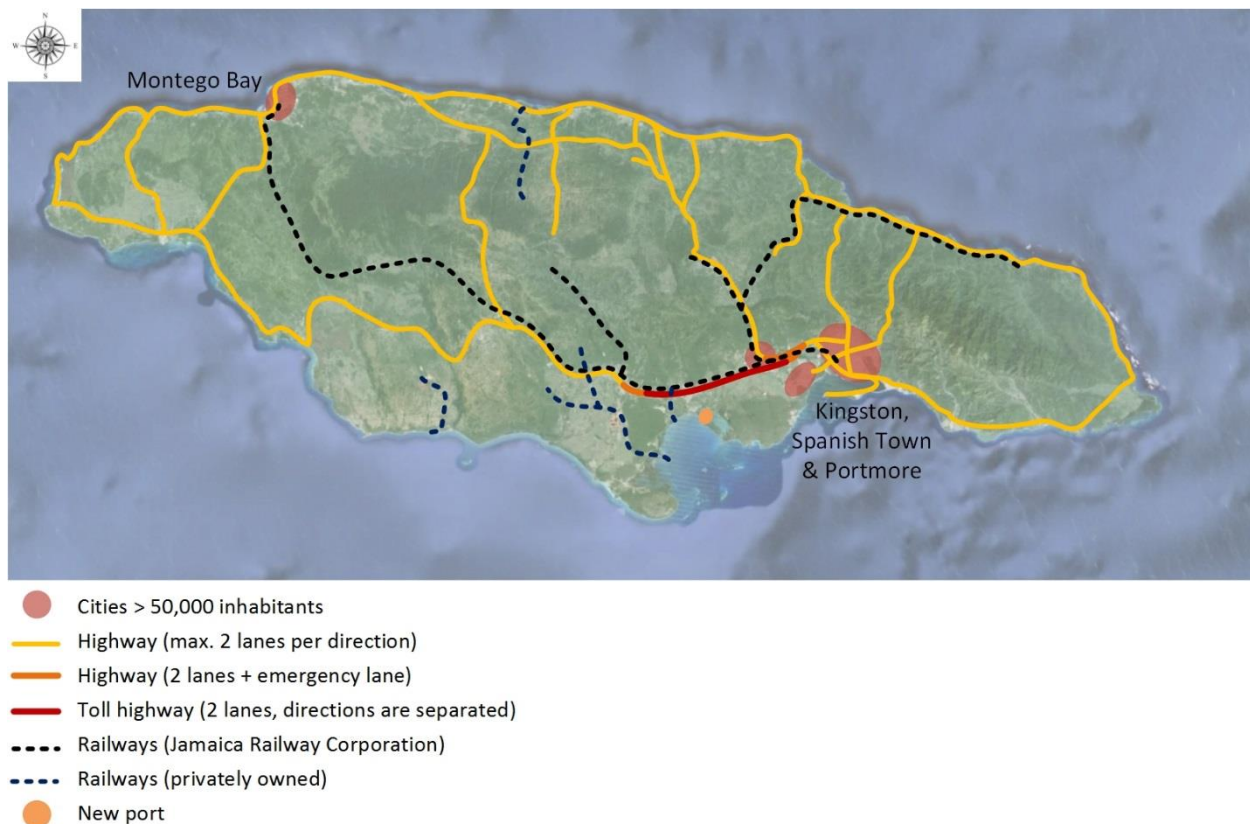 N
W E
S
Montego Bay
Kingston,
Spanish Town
& Portmore
Cities > 50,000 inhabitants
Highway (max. 2 lanes per direction)
Highway (2 lanes + emergency lane)
Toll highway (2 lanes, directions are separated)
Railways (Jamaica Railway Corporation)
Railways (privately owned)
New port